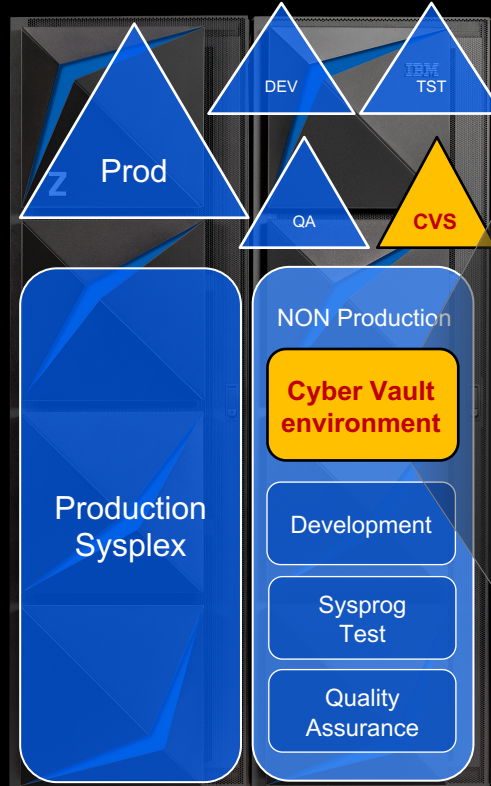 DEV
IBM
TST
Prod
Z
QA
CVS
NON Production
Cyber Vault
environment
Production
Sysplex
Development
Sysprog
Test
Quality
Assurance